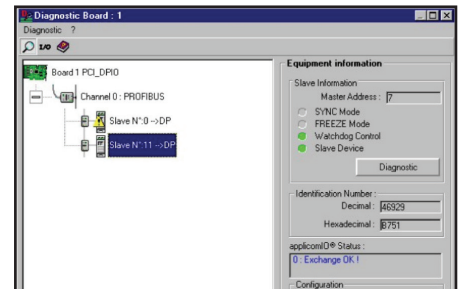 Diagnostic Board : 1
Diagnostic ?
I/O
Board 1 PCI_DPIO
Channel 0 : PROFIBUS
Slave N°:0 -->DP
Slave N°:11 -->DP
Equipment information
Slave Information
Master Address : 7
SYNC Mode
FREEZE Mode
Watchdog Control
Slave Device
Diagnostic
Identification Number :
Decimal : 46929
Hexadecimal : B751
applicomIO® Status :
0 : Exchange OK !
Configuration